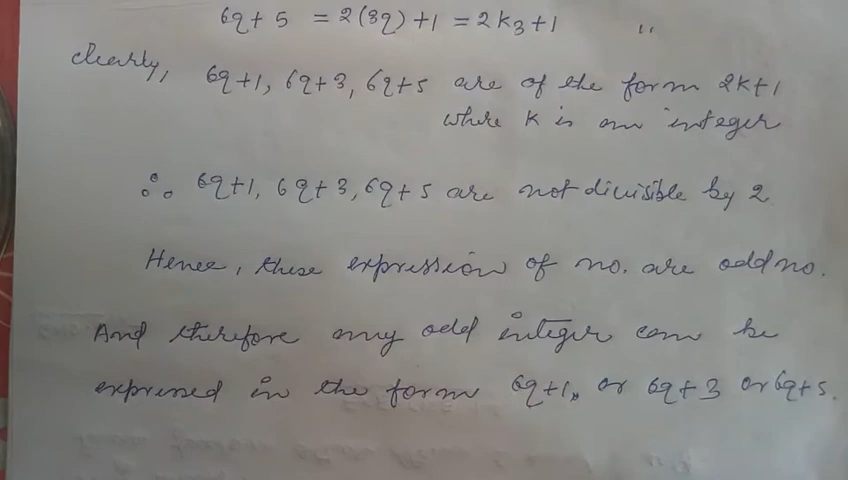 6q + 5 = 2(3q) + 1 = 2k₃ + 1 "
clearly, 6q+1, 6q+3, 6q+5 are of the form 2k+1
where k is an integer
∴ 6q+1, 6q+3, 6q+5 are not divisible by 2
Hence, these expression of no. are odd no.
And therefore any odd integer can be
expressed in the form 6q+1, or 6q+3 or 6q+5.